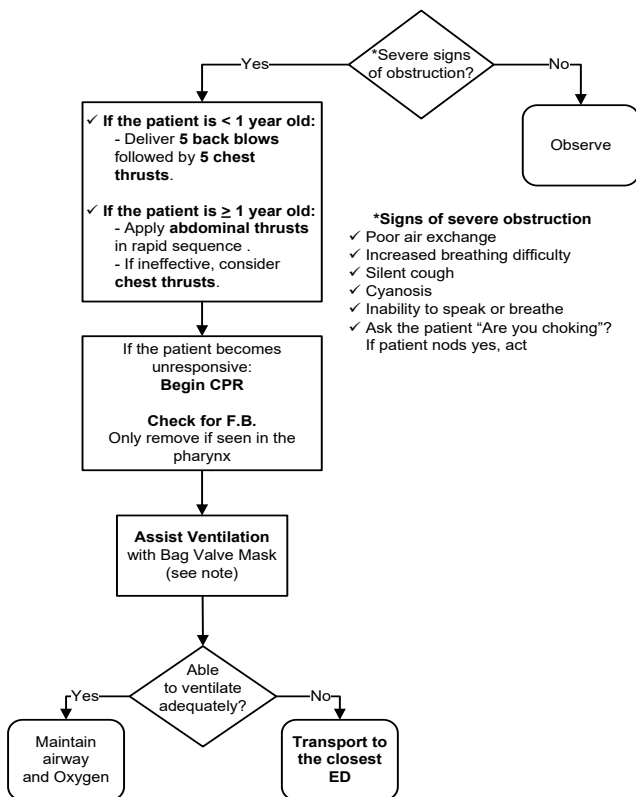 *Severe signs
of obstruction?
Yes
No
Observe
✓ If the patient is < 1 year old:
- Deliver 5 back blows
followed by 5 chest
thrusts.
✓ If the patient is ≥ 1 year old:
- Apply abdominal thrusts
in rapid sequence .
- If ineffective, consider
chest thrusts.
*Signs of severe obstruction
✓ Poor air exchange
✓ Increased breathing difficulty
✓ Silent cough
✓ Cyanosis
✓ Inability to speak or breathe
✓ Ask the patient “Are you choking”?
If patient nods yes, act
If the patient becomes
unresponsive:
Begin CPR
Check for F.B.
Only remove if seen in the
pharynx
Assist Ventilation
with Bag Valve Mask
(see note)
Able
to ventilate
adequately?
Yes
No
Maintain
airway
and Oxygen
Transport to
the closest
ED